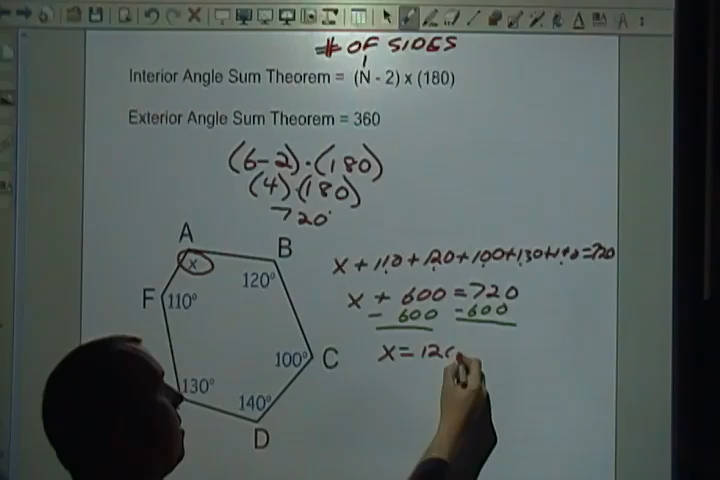 # OF SIDES
Interior Angle Sum Theorem = (N - 2) x (180)
Exterior Angle Sum Theorem = 360
(6-2)·(180)
(4)·(180)
720°
A
B
x
120°
F 110°
x+110+120+100+130+140=720
x + 600 = 720
- 600 -600
100° C
x = 120
130°
140°
D